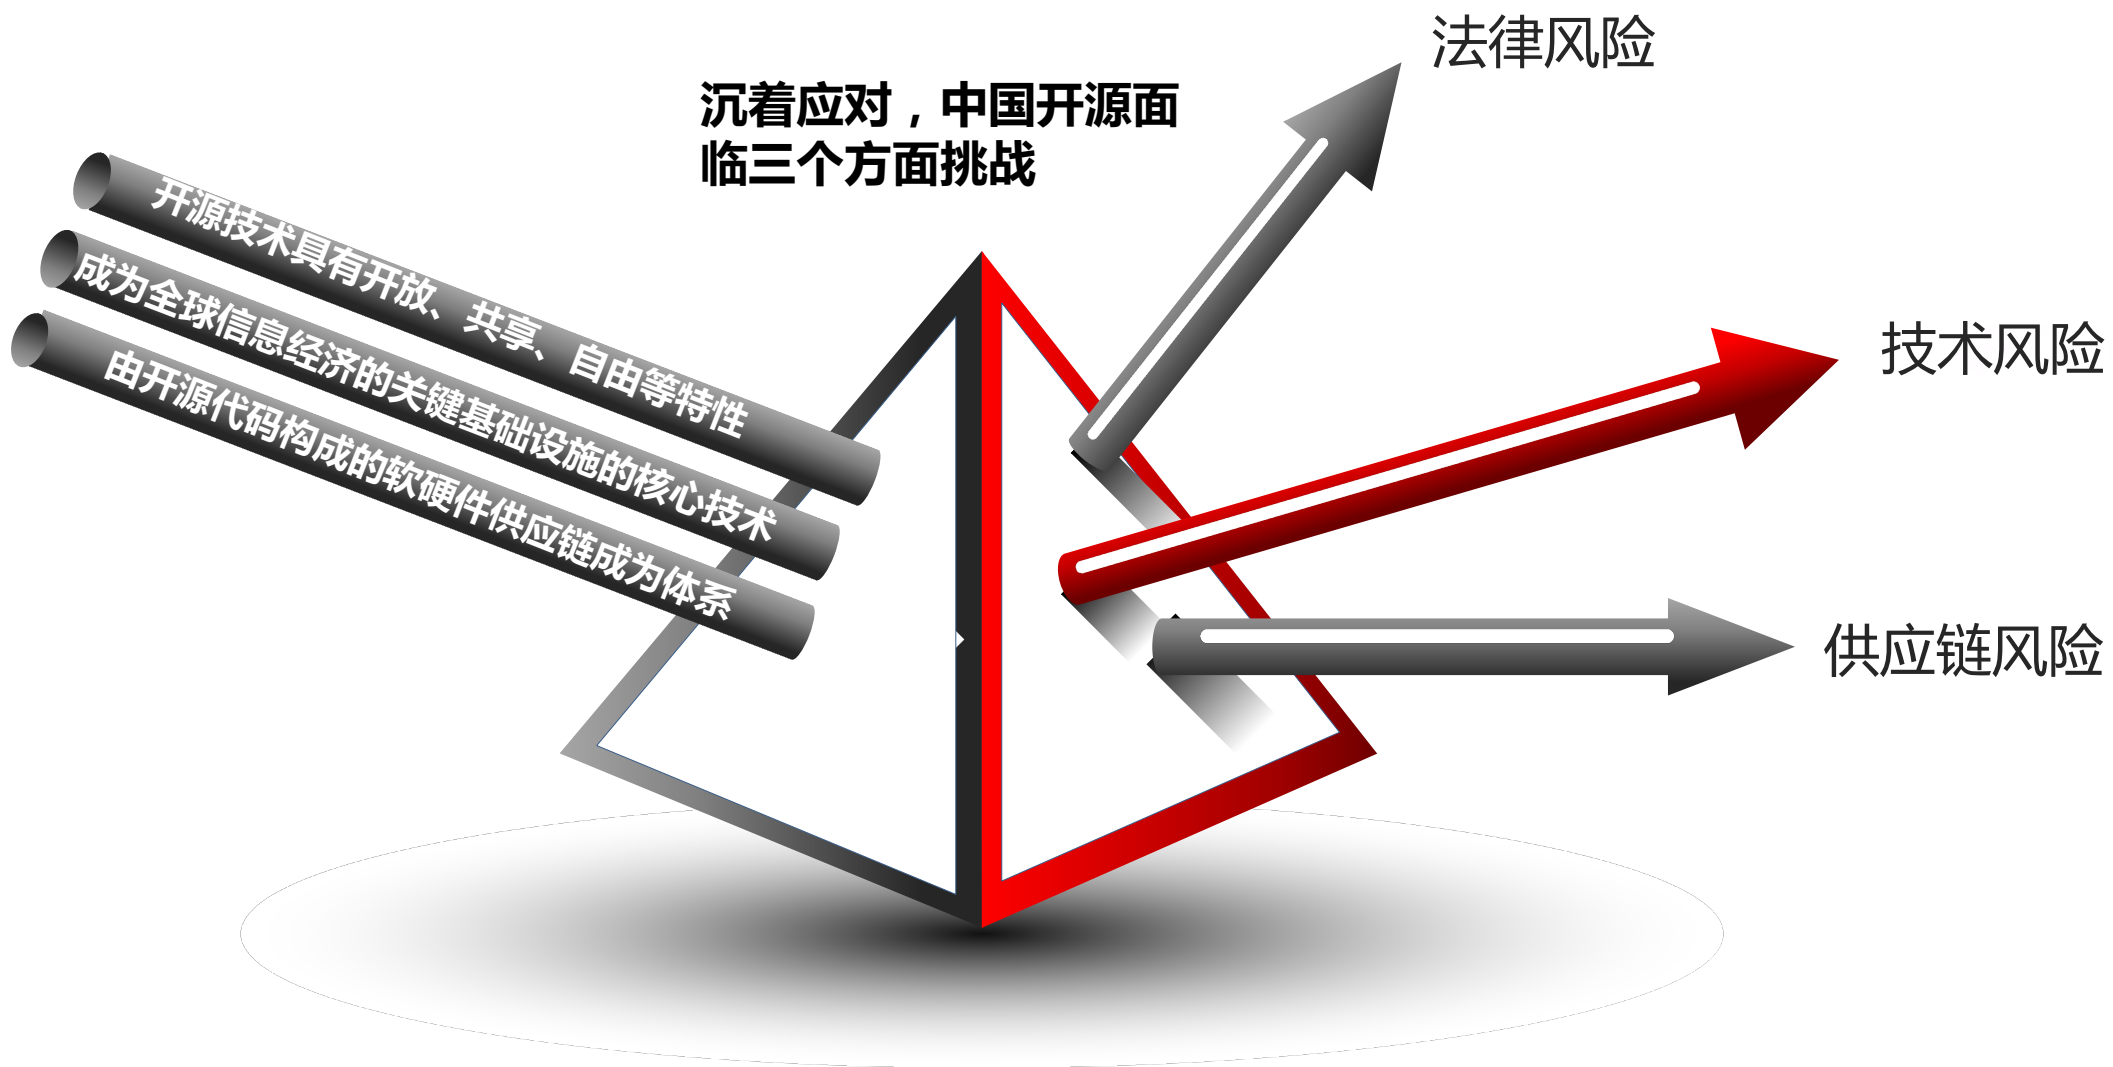 沉着应对，中国开源面
临三个方面挑战
开源技术具有开放、共享、自由等特性
成为全球信息经济的关键基础设施的核心技术
由开源代码构成的软硬件供应链成为体系
法律风险
技术风险
供应链风险